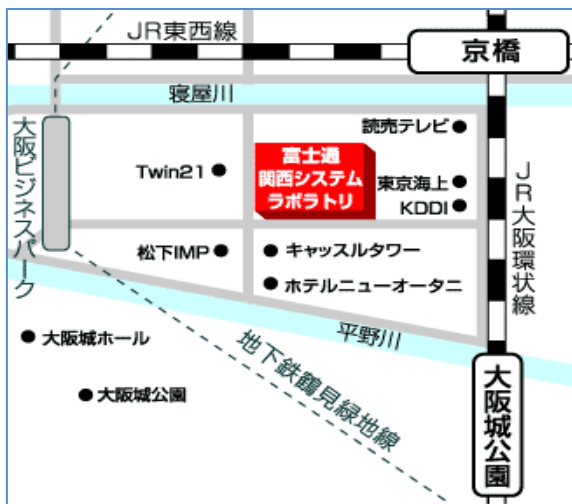 JR東西線
京橋
寝屋川
読売テレビ
大阪ビジネスパーク
Twin21
富士通
関西システム
ラボラトリ
東京海上
KDDI
JR大阪環状線
松下IMP
キャッスルタワー
ホテルニューオータニ
平野川
大阪城ホール
地下鉄鶴見緑地線
大阪城公園
大阪城公園